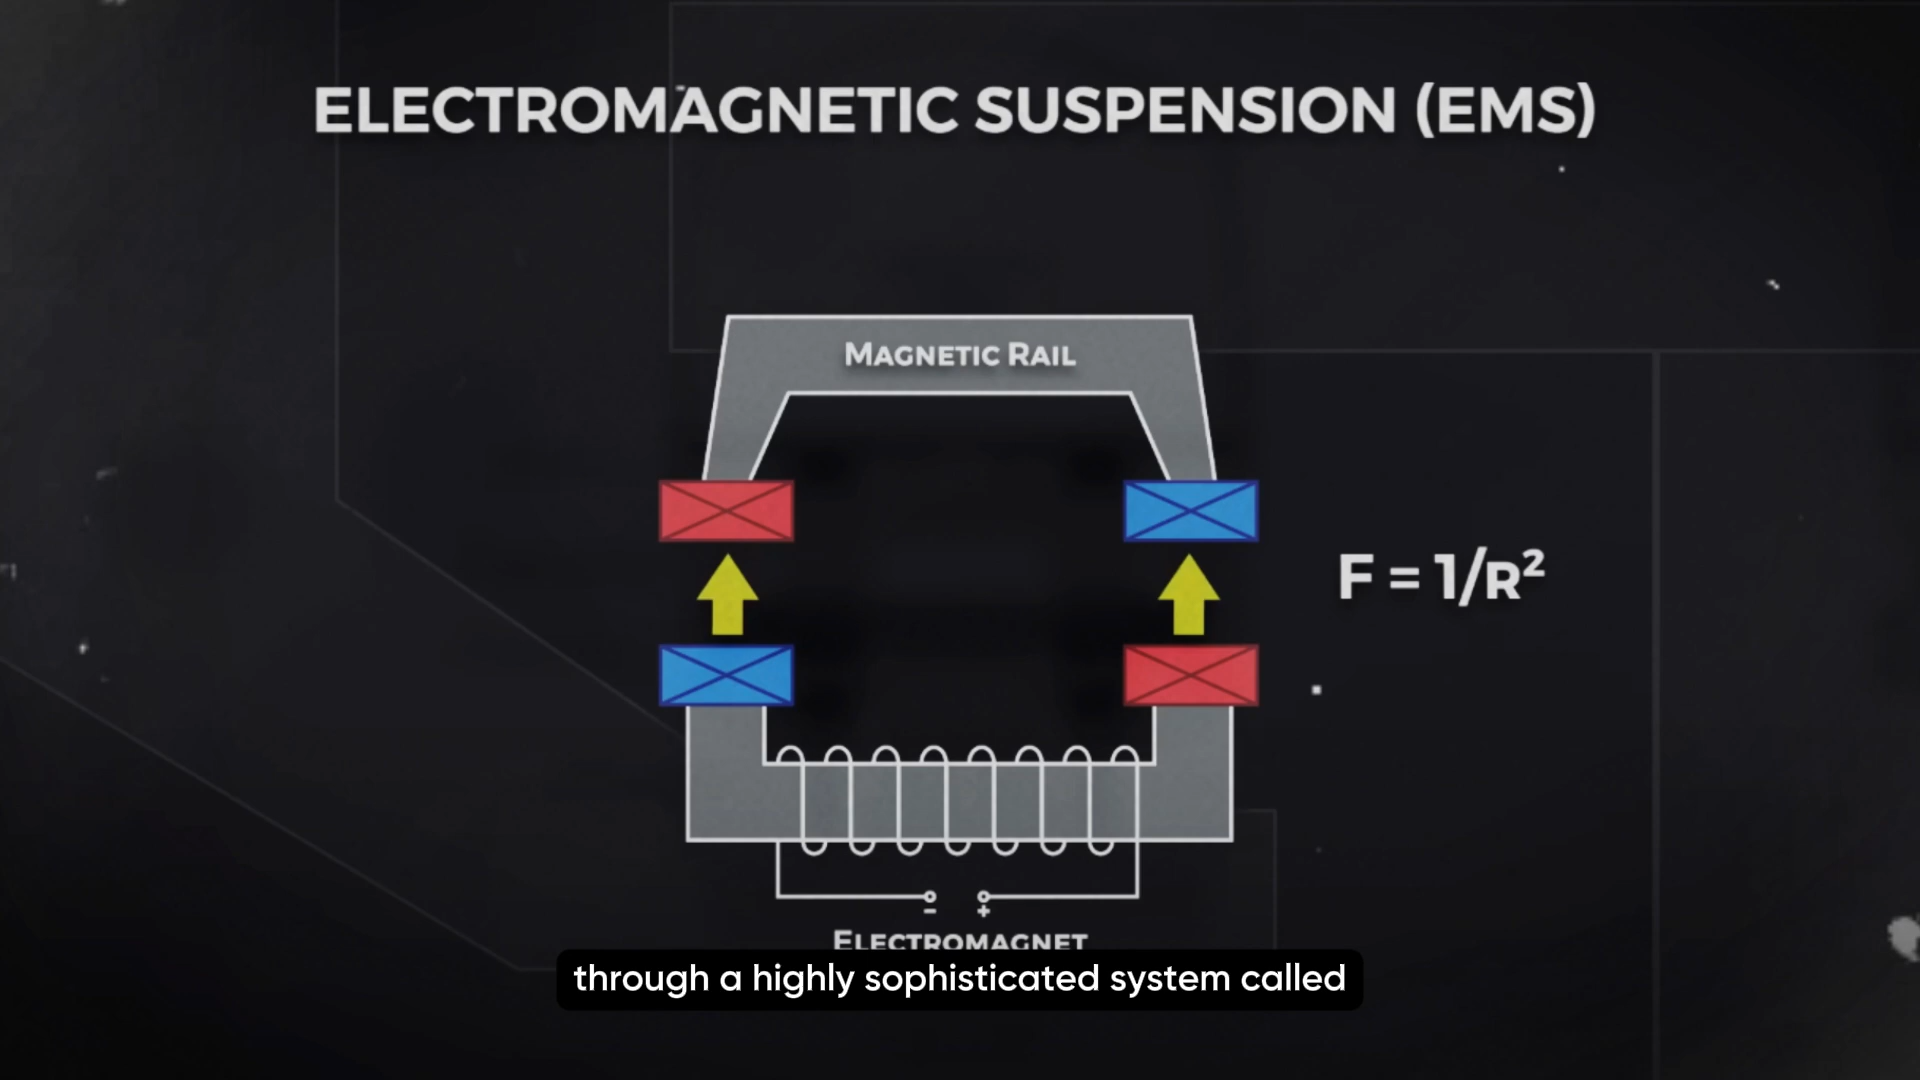 ELECTROMAGNETIC SUSPENSION (EMS)
MAGNETIC RAIL
F = 1/R²
- +
ELECTROMAGNET
through a highly sophisticated system called